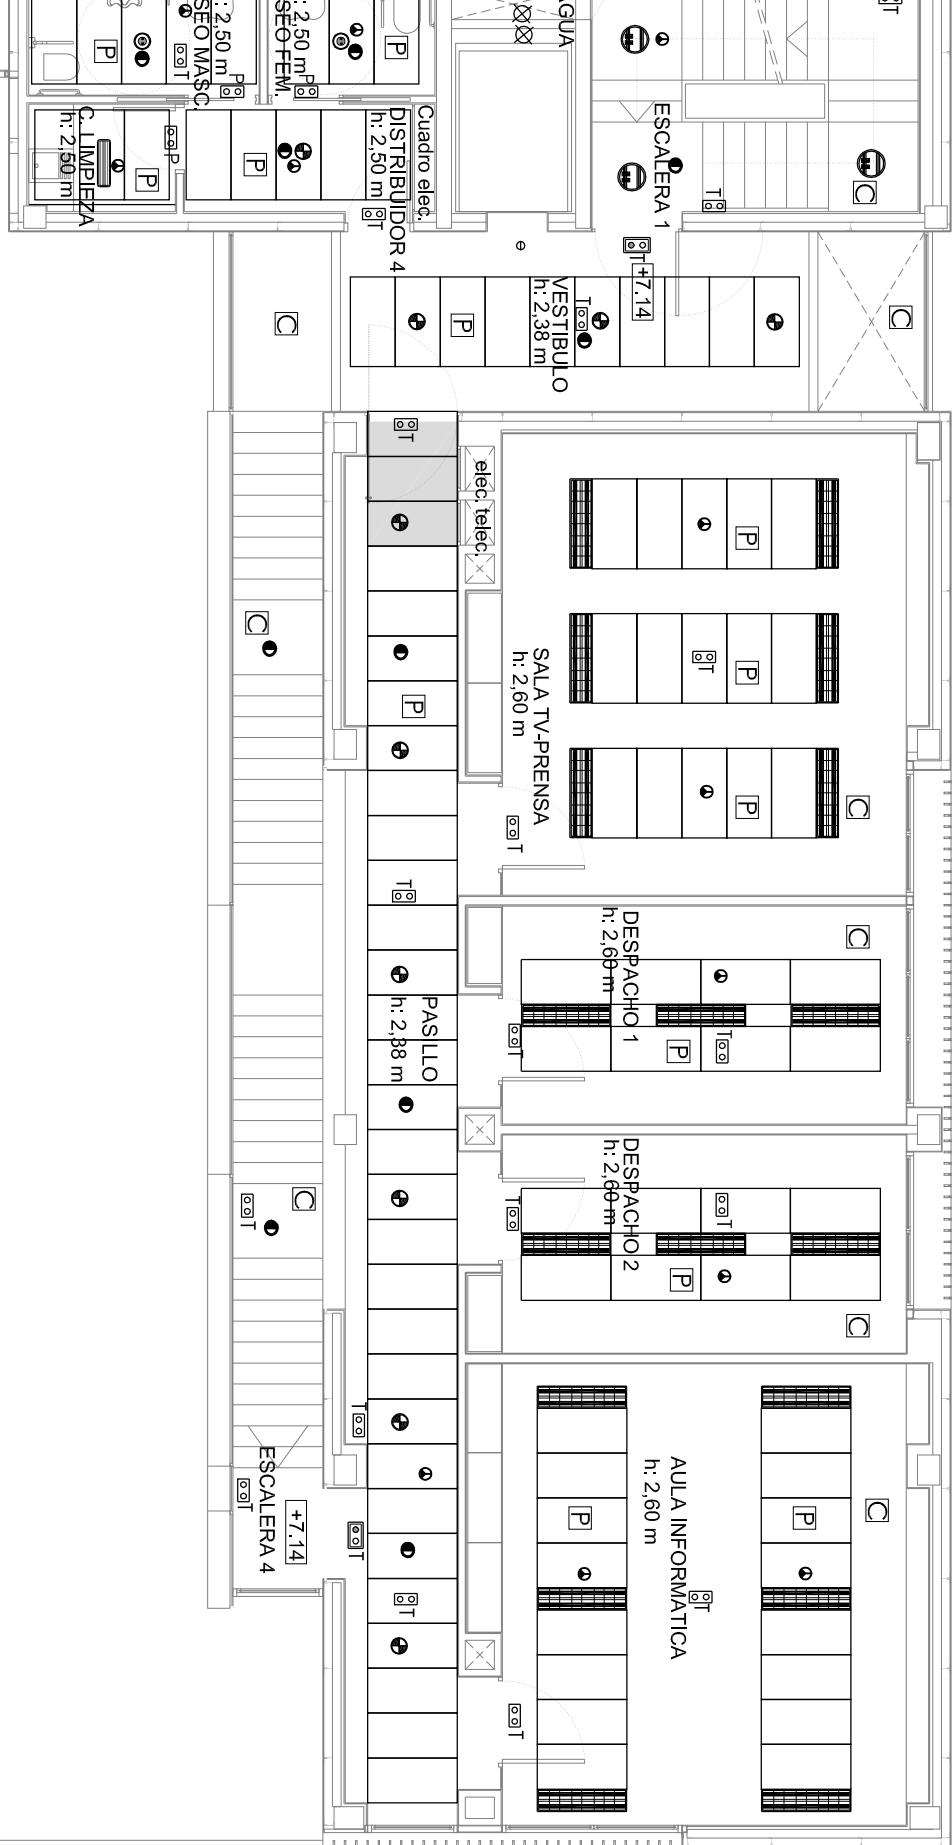 SEO MASC.
h: 2,50 m
SEO FEM.
h: 2,50 m
AGUA
P
P
T
P
P
T
C. LIMPIEZA
h: 2,50 m
P
P
P
DISTRIBUIDOR 4
h: 2,50 m
Cuadro elec.
T
ESCALERA 1
T
C
T
+7.14
C
P
VESTIBULO
h: 2,38 m
T
C
T
elec.
telec.
P
C
P
SALA TV-PRENSA
h: 2,60 m
T
P
P
C
T
T
DESPACHO 1
h: 2,60 m
C
PASILLO
h: 2,38 m
T
P
T
DESPACHO 2
h: 2,60 m
C
T
T
T
P
C
T
ESCALERA 4
T
+7.14
T
AULA INFORMATICA
h: 2,60 m
C
P
P
T
T
T